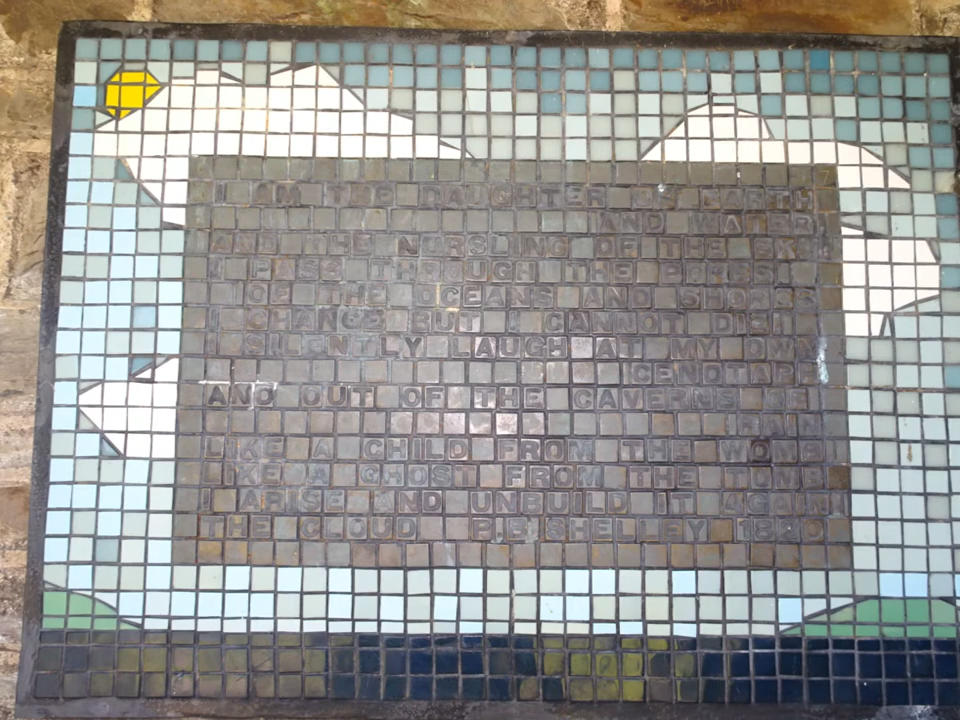 I AM THE DAUGHTER OF EARTH
AND WATER
AND THE NURSLING OF THE SKY
I PASS THROUGH THE PORES
OF THE OCEANS AND SHORES
I CHANGE BUT I CANNOT DIE
I SILENTLY LAUGH AT MY OWN
CENOTAPH
AND OUT OF THE CAVERNS OF
RAIN
LIKE A CHILD FROM THE WOMB
LIKE A GHOST FROM THE TOMB
I ARISE AND UNBUILD IT AGAIN
THE CLOUD P.B SHELLEY 1820